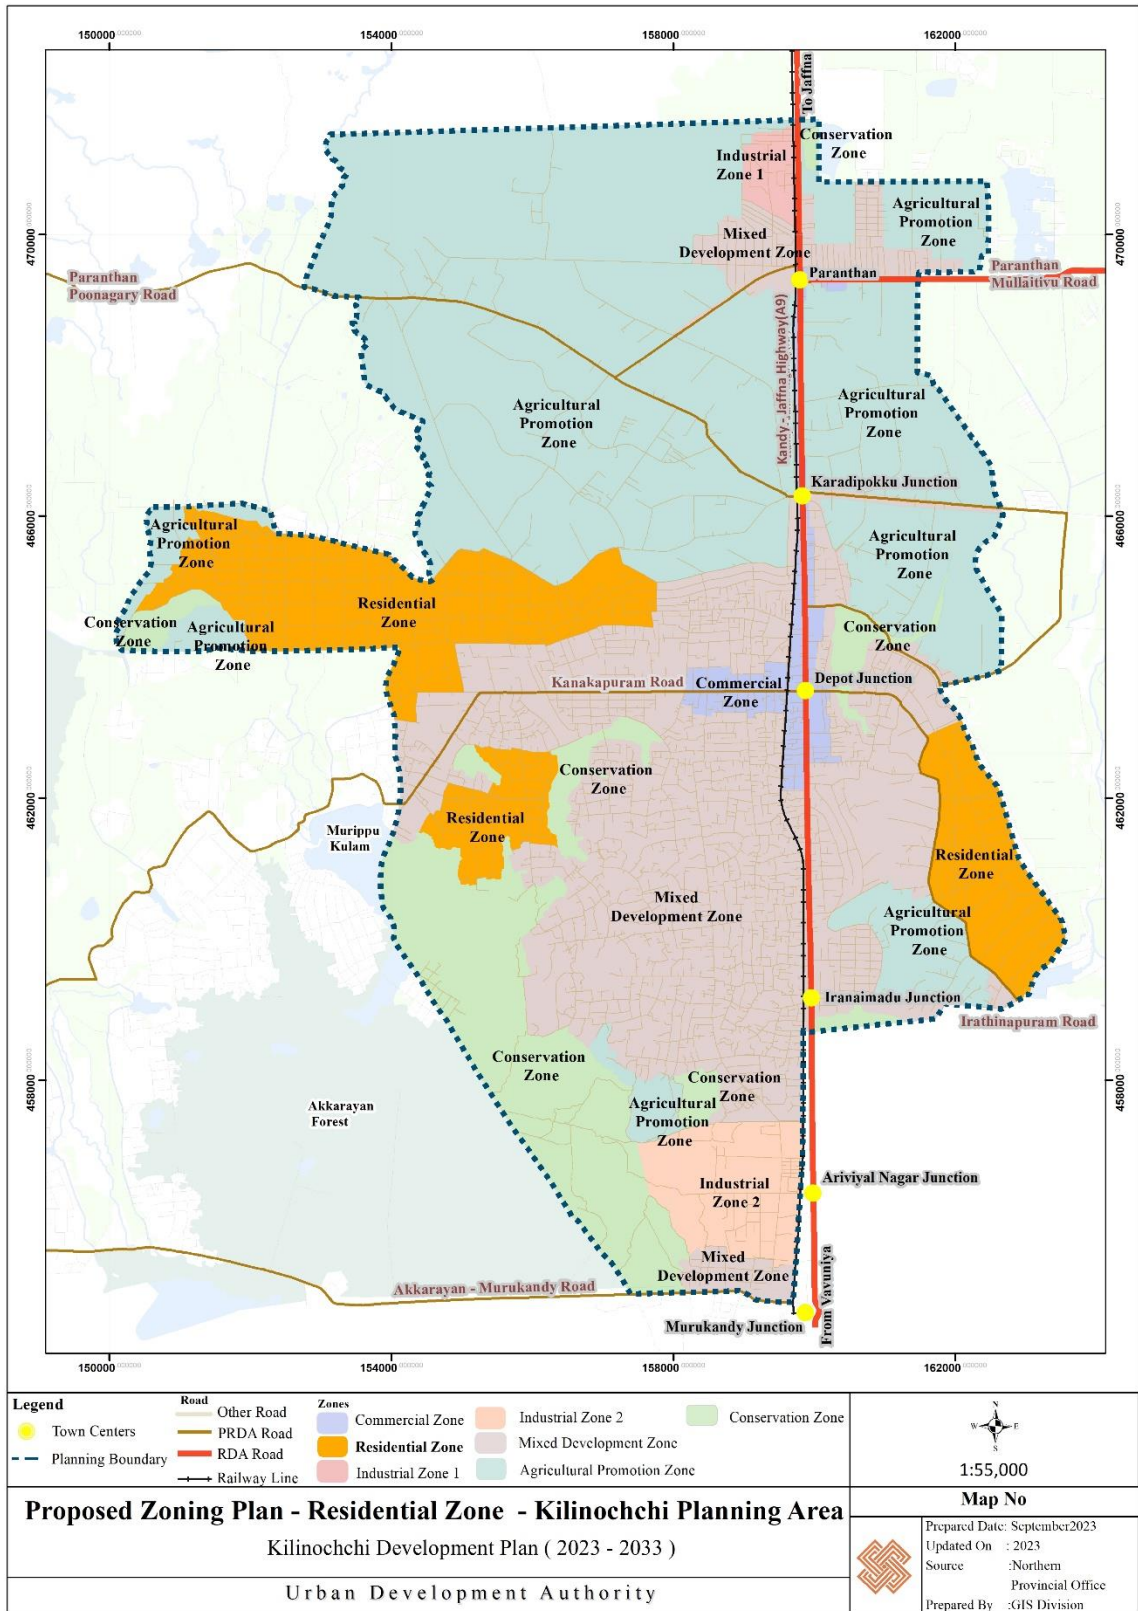 150000 154000 158000 162000
To Jaffna
Conservation
Zone
Industrial
Zone 1
Agricultural
Promotion
Zone
Mixed
Development Zone
470000
470000
Paranthan
Poonagary Road
Paranthan
Paranthan
Mullaitivu Road
Kandy - Jaffna Highway(A9)
Agricultural
Promotion
Zone
Agricultural
Promotion
Zone
Karadipokku Junction
466000
466000
Agricultural
Promotion
Zone
Agricultural
Promotion
Zone
Residential
Zone
Conservation
Zone
Agricultural
Promotion
Zone
Conservation
Zone
Kanakapuram Road
Commercial
Zone
Depot Junction
Conservation
Zone
462000
462000
Residential
Zone
Murippu
Kulam
Residential
Zone
Mixed
Development Zone
Agricultural
Promotion
Zone
Iranaimadu Junction
Irathinapuram Road
Conservation
Zone
Conservation
Zone
458000
458000
Agricultural
Promotion
Zone
Akkarayan
Forest
Industrial
Zone 2
Ariviyal Nagar Junction
Mixed
Development Zone
Akkarayan - Murukandy Road
From Vavuniya
Murukandy Junction
150000 154000 158000 162000
Legend
Town Centers
Planning Boundary
Road
Other Road
PRDA Road
RDA Road
Railway Line
Zones
Commercial Zone
Residential Zone
Industrial Zone 1
Industrial Zone 2
Mixed Development Zone
Agricultural Promotion Zone
Conservation Zone
N
W E
S
1:55,000
Proposed Zoning Plan - Residential Zone - Kilinochchi Planning Area
Kilinochchi Development Plan ( 2023 - 2033 )
Urban Development Authority
Map No
Prepared Date: September2023
Updated On : 2023
Source :Northern
Provincial Office
Prepared By :GIS Division